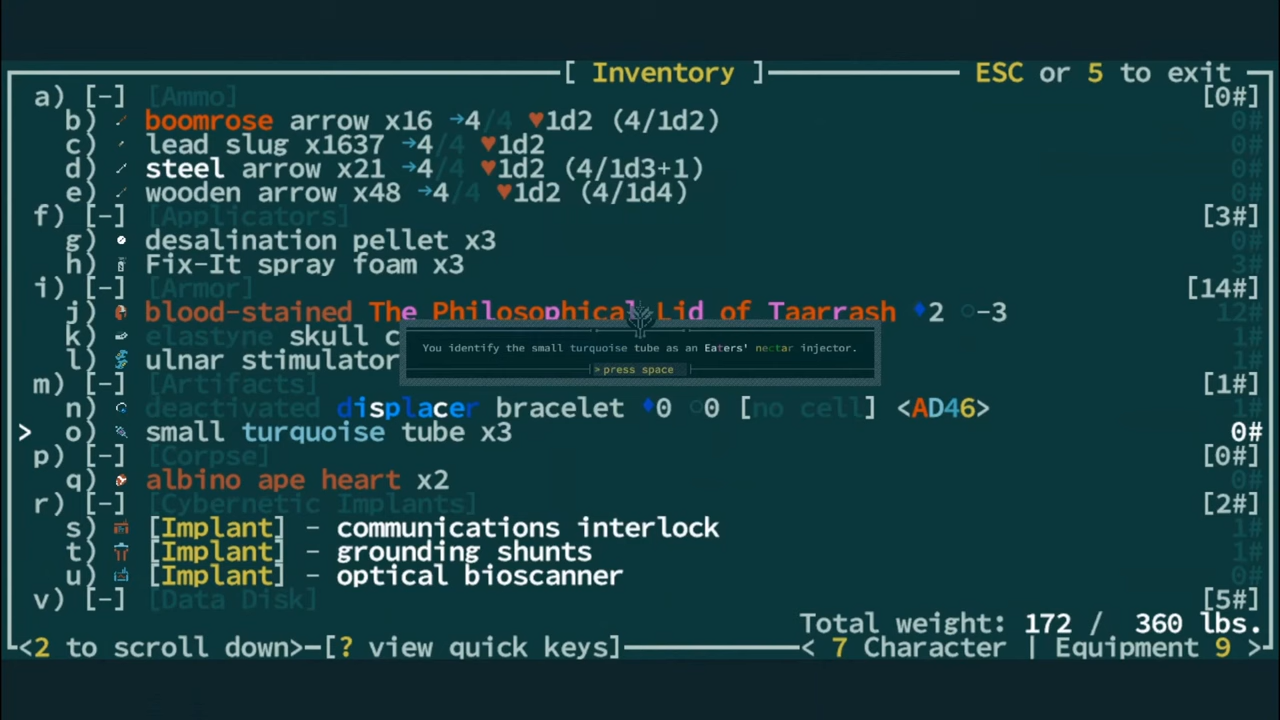 [ Inventory ] ESC or 5 to exit
a) [-] [Ammo] [0#]
b) boomrose arrow x16 →4/4 ♥1d2 (4/1d2) 0#
c) lead slug x1637 →4/4 ♥1d2 0#
d) steel arrow x21 →4/4 ♥1d2 (4/1d3+1) 0#
e) wooden arrow x48 →4/4 ♥1d2 (4/1d4) 0#
f) [-] [Applicators] [3#]
g) desalination pellet x3 0#
h) Fix-It spray foam x3 3#
i) [-] [Armor] [14#]
j) blood-stained The Philosophical Lid of Taarrash ♦2 ○-3 12#
k) elastyne skull c 1#
You identify the small turquoise tube as an Eaters' nectar injector.
l) ulnar stimulator 1#
> press space
m) [-] [Artifacts] [1#]
n) deactivated displacer bracelet ♦0 ○0 [no cell] <AD46> 1#
> o) small turquoise tube x3 0#
p) [-] [Corpse] [0#]
q) albino ape heart x2 0#
r) [-] [Cybernetic Implants] [2#]
s) [Implant] - communications interlock 1#
t) [Implant] - grounding shunts 1#
u) [Implant] - optical bioscanner 0#
v) [-] [Data Disk] [5#]
Total weight: 172 / 360 lbs.
<2 to scroll down> [? view quick keys] < 7 Character | Equipment 9 >